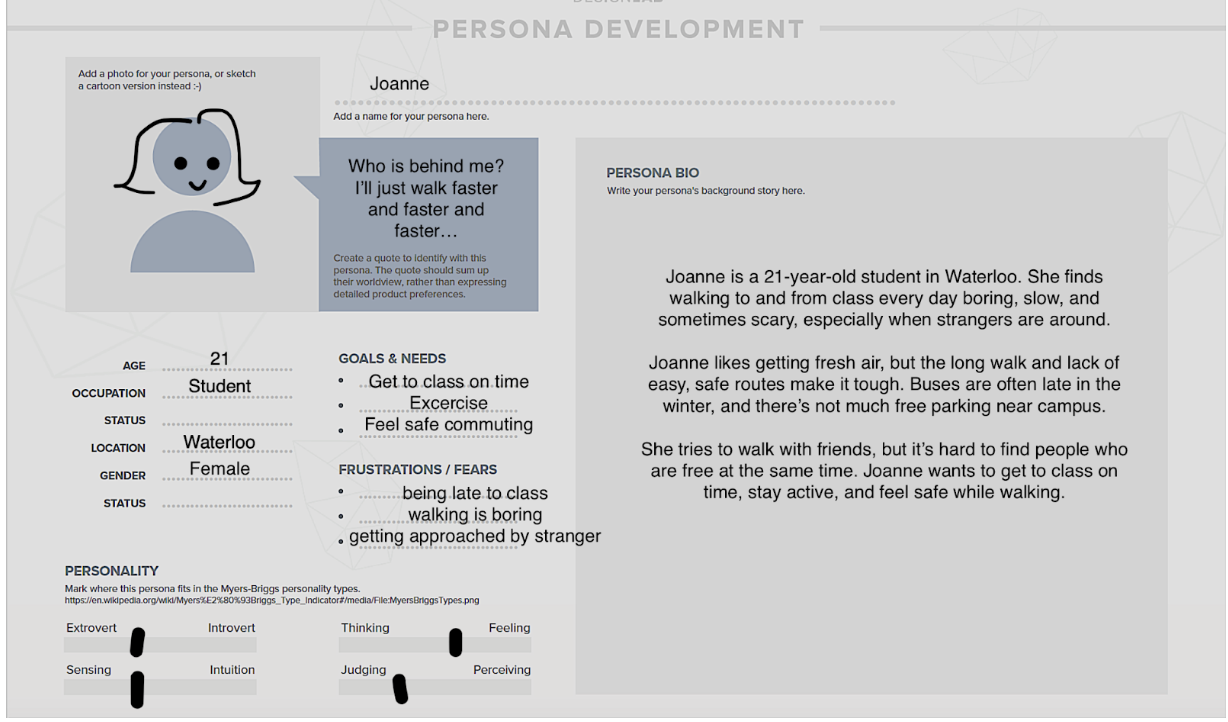 DESIGNLAB
PERSONA DEVELOPMENT
Add a photo for your persona, or sketch
a cartoon version instead :-)
Joanne
Add a name for your persona here.
Who is behind me?
I'll just walk faster
and faster and
faster...
Create a quote to identify with this
persona. The quote should sum up
their worldview, rather than expressing
detailed product preferences.
AGE 21
OCCUPATION Student
STATUS
LOCATION Waterloo
GENDER Female
STATUS
GOALS & NEEDS
Get to class on time
Excercise
Feel safe commuting
FRUSTRATIONS / FEARS
being late to class
walking is boring
getting approached by stranger
PERSONALITY
Mark where this persona fits in the Myers-Briggs personality types.
https://en.wikipedia.org/wiki/Myers%E2%80%93Briggs_Type_Indicator#/media/File:MyersBriggsTypes.png
Extrovert Introvert
Sensing Intuition
Thinking Feeling
Judging Perceiving
PERSONA BIO
Write your persona's background story here.
Joanne is a 21-year-old student in Waterloo. She finds
walking to and from class every day boring, slow, and
sometimes scary, especially when strangers are around.
Joanne likes getting fresh air, but the long walk and lack of
easy, safe routes make it tough. Buses are often late in the
winter, and there's not much free parking near campus.
She tries to walk with friends, but it's hard to find people who
are free at the same time. Joanne wants to get to class on
time, stay active, and feel safe while walking.